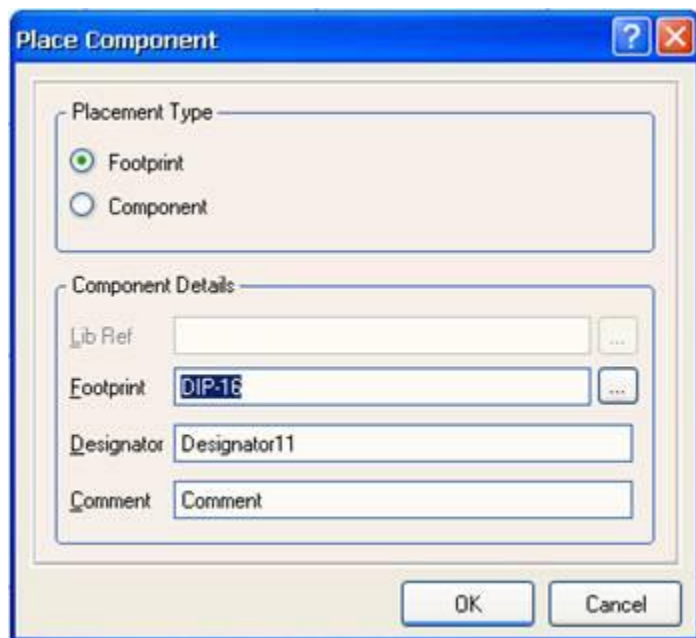 Place Component
?
Placement Type
Footprint
Component
Component Details
Lib Ref
...
Footprint DIP-16 ...
Designator Designator11
Comment Comment
OK Cancel